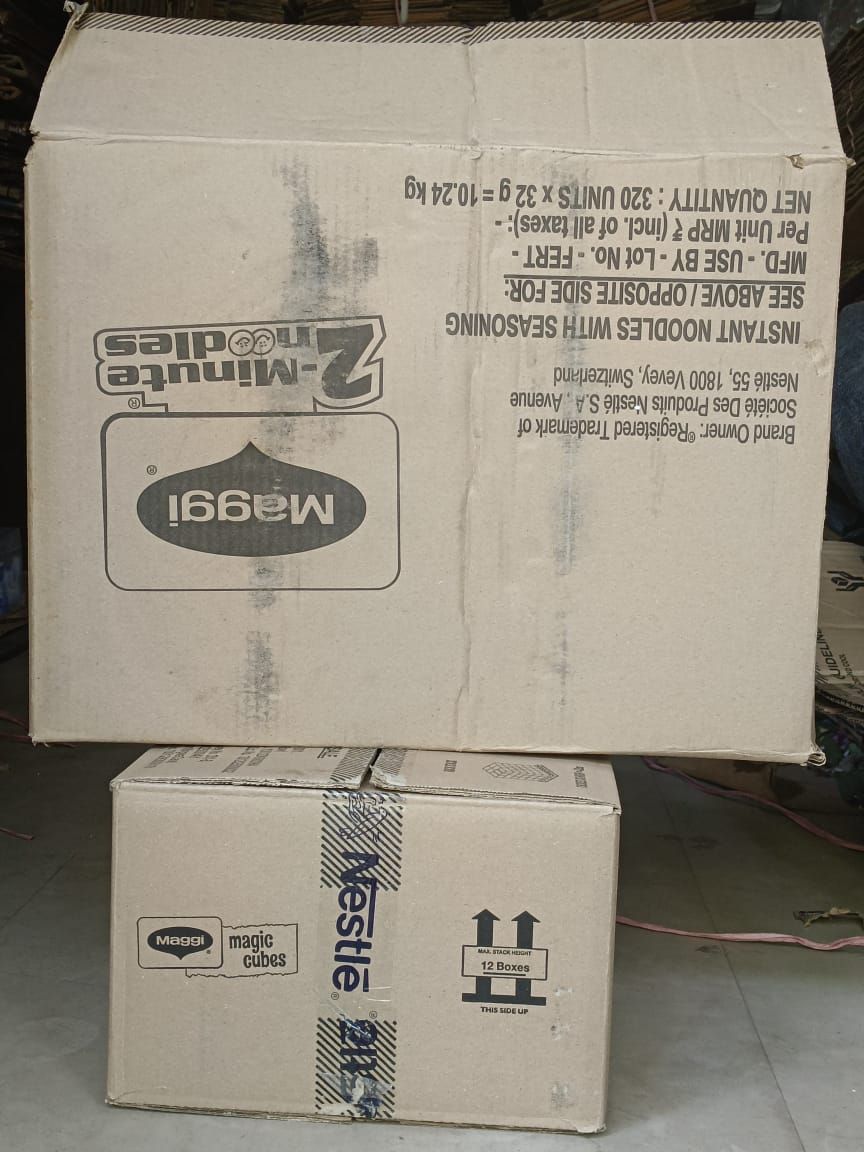 NET QUANTITY : 320 UNITS x 32 g = 10.24 kg
Per Unit MRP ₹ (incl. of all taxes): -
MFD. - USE BY - Lot No. - FERT -
SEE ABOVE / OPPOSITE SIDE FOR:
INSTANT NOODLES WITH SEASONING
Brand Owner: ®Registered Trademark of
Société Des Produits Nestlé S.A., Avenue
Nestlé 55, 1800 Vevey, Switzerland
Maggi ®
2-Minute ®
noodles
Maggi ®
magic
cubes
Nestlē ®
MAX. STACK HEIGHT
12 Boxes
THIS SIDE UP